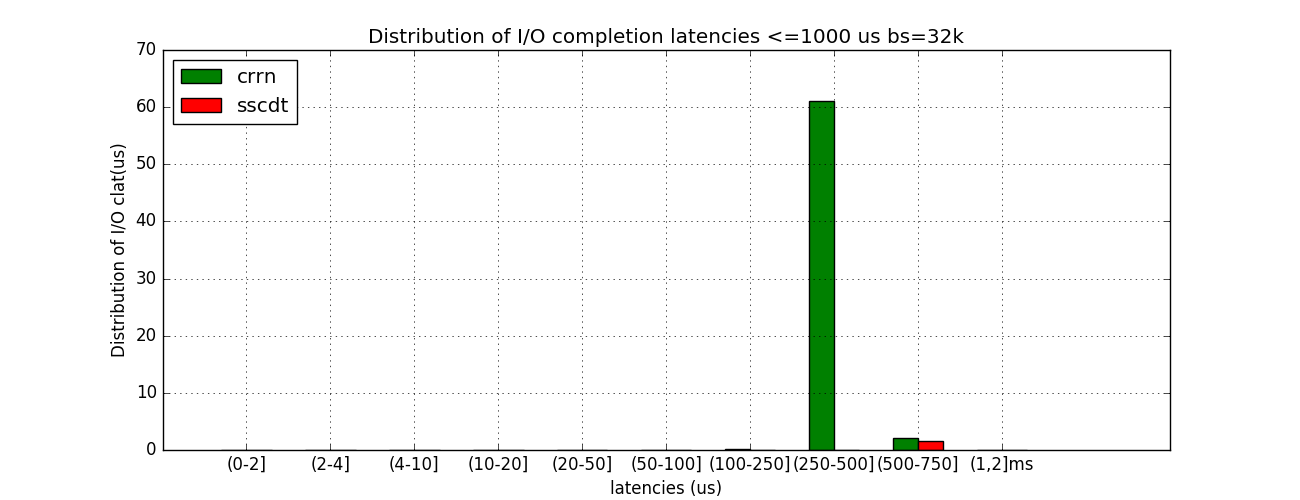 Distribution of I/O completion latencies <=1000 us bs=32k
crrn
sscdt
Distribution of I/O clat(us)
70
60
50
40
30
20
10
0
(0-2] (2-4] (4-10] (10-20] (20-50] (50-100] (100-250] (250-500] (500-750] (1,2]ms
latencies (us)